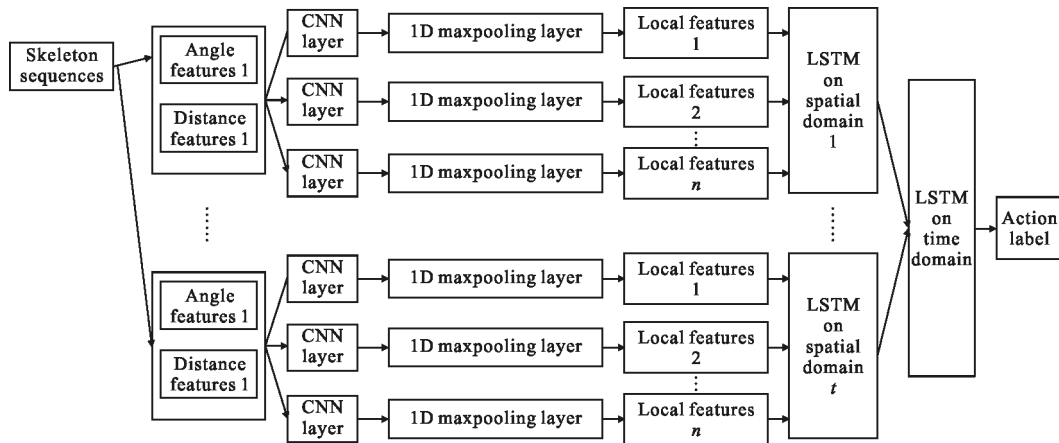 Skeleton
sequences
Angle
features 1
Distance
features 1
CNN
layer
1D maxpooling layer
Local features
1
CNN
layer
1D maxpooling layer
Local features
2
CNN
layer
1D maxpooling layer
Local features
n
LSTM
on
spatial
domain
1
Angle
features 1
Distance
features 1
CNN
layer
1D maxpooling layer
Local features
1
CNN
layer
1D maxpooling layer
Local features
2
CNN
layer
1D maxpooling layer
Local features
n
LSTM
on
spatial
domain
t
LSTM
on
time
domain
Action
label